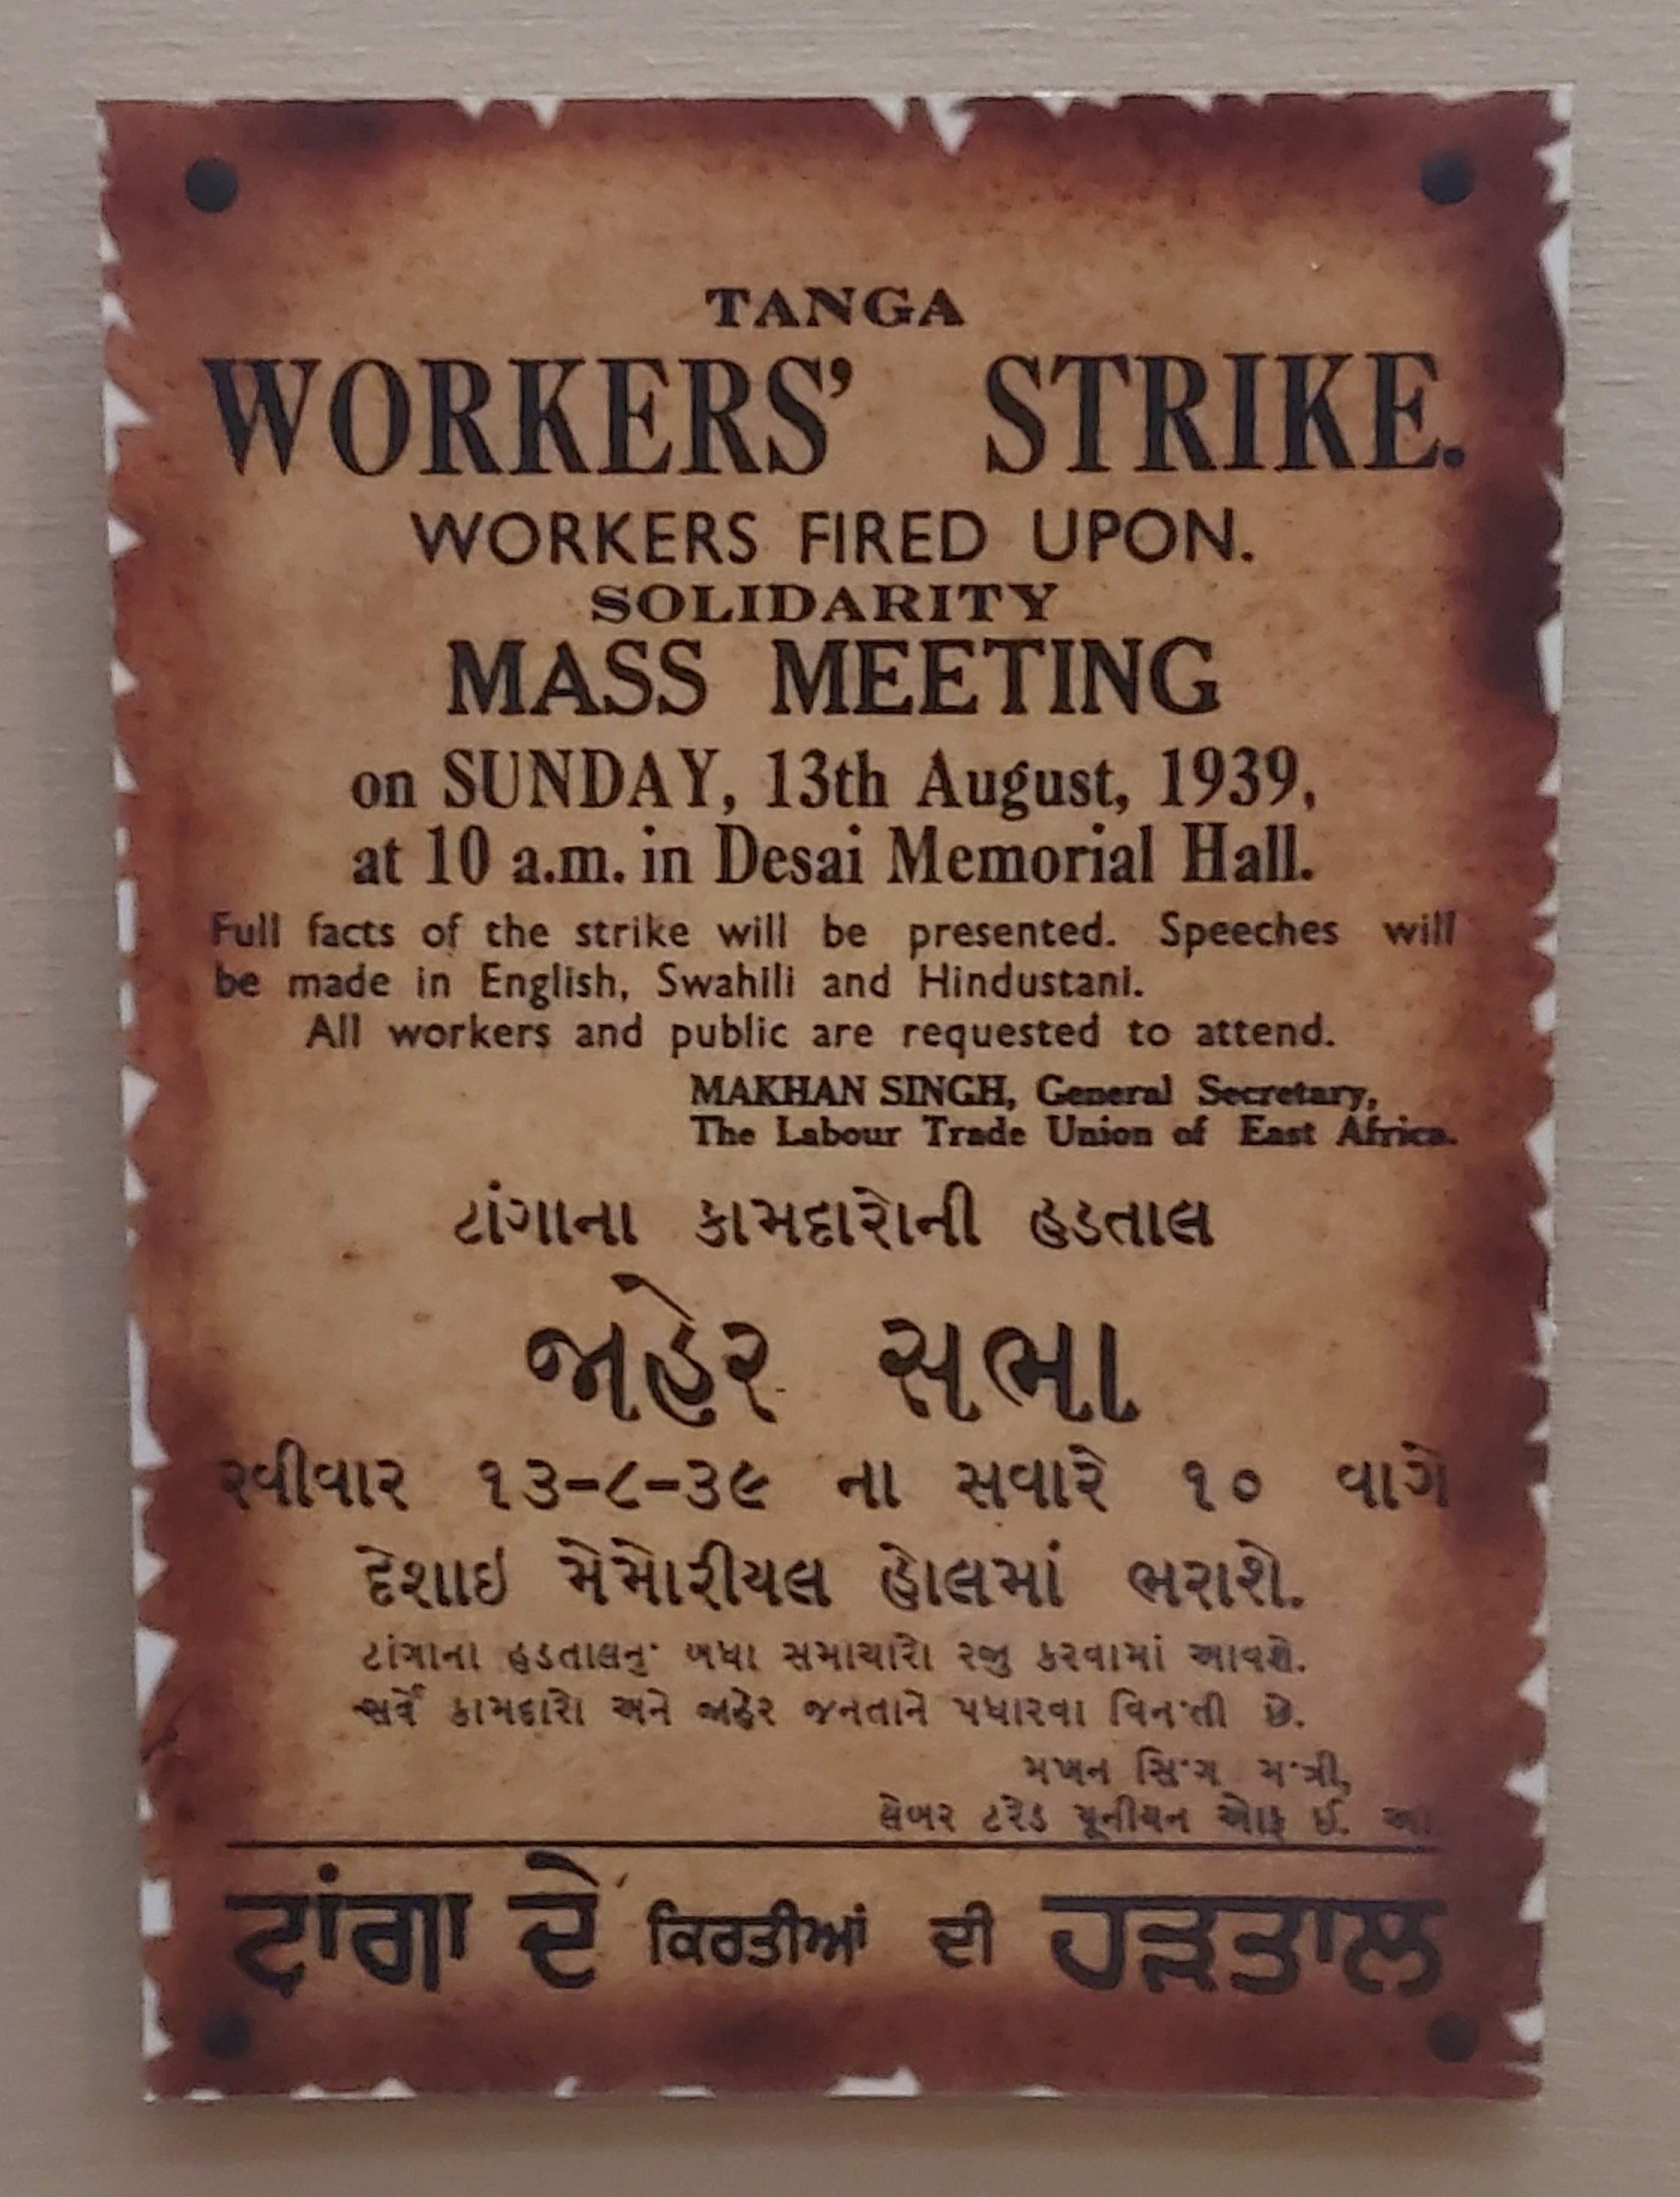 TANGA
WORKERS' STRIKE.
WORKERS FIRED UPON.
SOLIDARITY
MASS MEETING
on SUNDAY, 13th August, 1939,
at 10 a.m. in Desai Memorial Hall.
Full facts of the strike will be presented. Speeches will
be made in English, Swahili and Hindustani.
All workers and public are requested to attend.
MAKHAN SINGH, General Secretary,
The Labour Trade Union of East Africa.
ટાંગાના કામદારોની હડતાલ
જાહેર સભા
રવીવાર ૧૩-૮-૩૯ ના સવારે ૧૦ વાગે
દેશાઇ મેમોરીયલ હોલમાં ભરાશે.
ટાંગાના હડતાલનું બધા સમાચારો રજુ કરવામાં આવશે.
સર્વે કામદારો અને જાહેર જનતાને પધારવા વિનંતી છે.
મખન સિંગ મંત્રી,
લેબર ટરેડ યૂનીયન ઓફ ઈ. આ.
ਟਾਂਗਾ ਦੇ ਕਿਰਤੀਆਂ ਦੀ ਹੜਤਾਲ